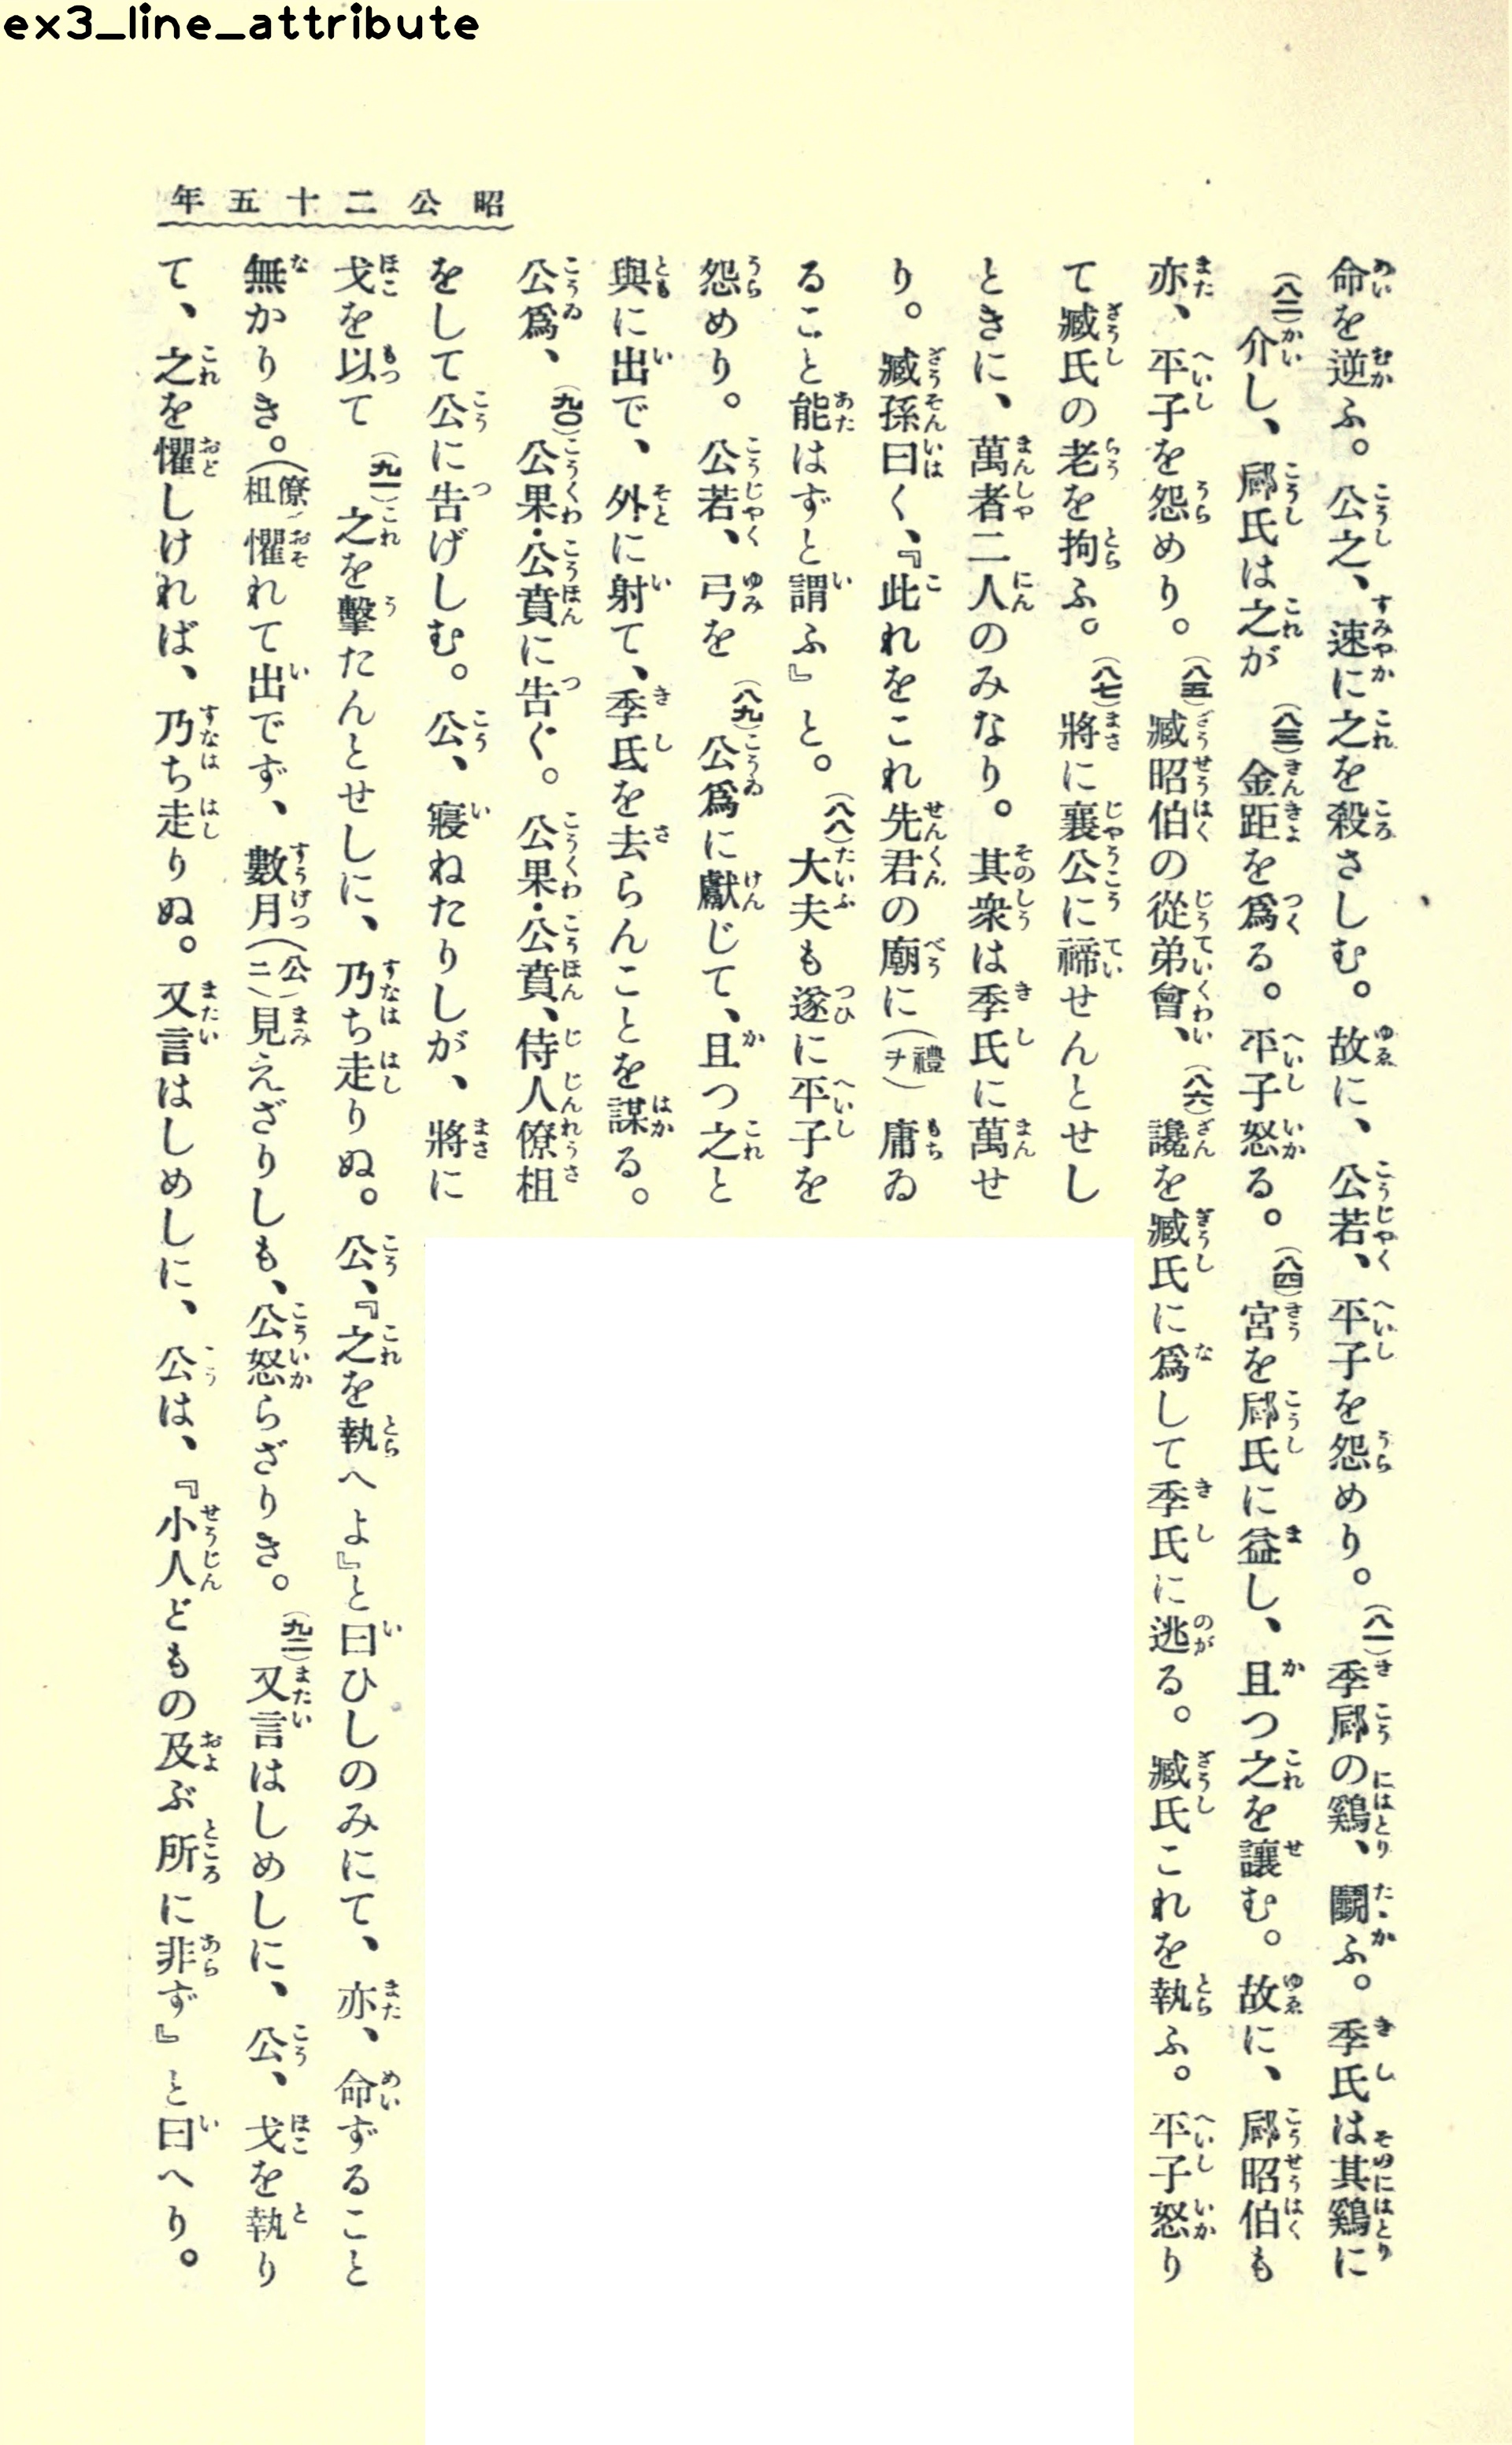 ex3_line_attribute
昭公二十五年
命を逆ふ。公之、速に之を殺さしむ。故に、公若、平子を怨めり。(八一)季郈の鷄、鬭ふ。季氏は其鷄に
(八二)介し、郈氏は之が(八三)金距を爲る。平子怒る。(八四)宮を郈氏に益し、且つ之を讓む。故に、郈昭伯も
亦、平子を怨めり。(八五)臧昭伯の從弟會、(八六)讒を臧氏に爲して季氏に逃る。臧氏これを執ふ。平子怒り
て臧氏の老を拘ふ。(八七)將に襄公に禘せんとせし
ときに、萬者二人のみなり。其衆は季氏に萬せ
り。臧孫曰く、『此れをこれ先君の廟に(禮ヲ)庸ゐ
ること能はずと謂ふ』と。(八八)大夫も遂に平子を
怨めり。公若、弓を(八九)公爲に獻じて、且つ之と
與に出で、外に射て、季氏を去らんことを謀る。
公爲、(九〇)公果・公賁に告ぐ。公果・公賁、侍人僚祖
をして公に告げしむ。公、寢ねたりしが、將に
戈を以て(九一)之を擊たんとせしに、乃ち走りぬ。公、『之を執へよ』と曰ひしのみにて、亦、命ずること
無かりき。(僚祖)懼れて出でず、數月(公ニ)見えざりしも、公怒らざりき。(九二)又言はしめしに、公、戈を執り
て、之を懼しければ、乃ち走りぬ。又言はしめしに、公は、『小人どもの及ぶ所に非ず』と曰へり。